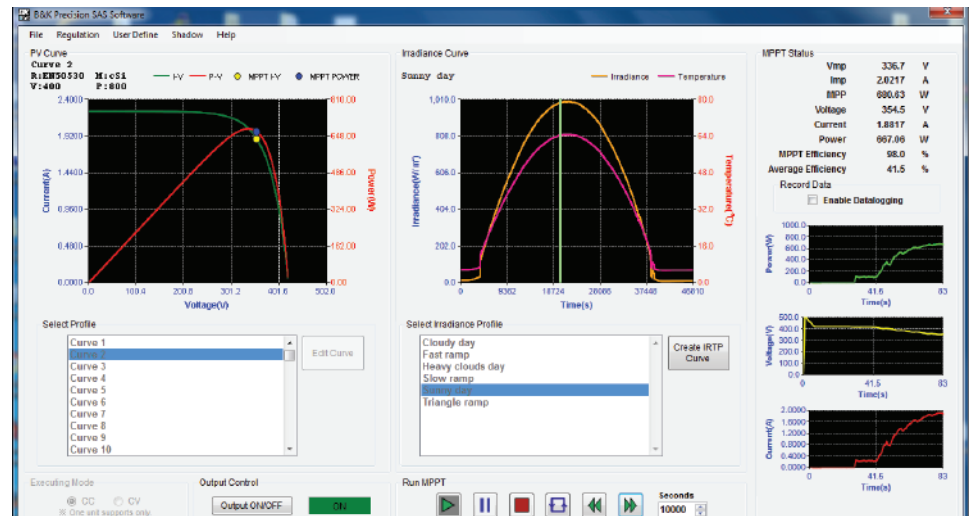 B&K Precision SAS Software
File Regulation User Define Shadow Help
PV Curve
Curve 2
R:EN50530 M:cSi
V:400 P:800
I-V P-V MPPT I-V MPPT POWER
2.4000
1.9200
1.4400
0.9600
0.4800
0.0000
Current(A)
810.00
648.00
486.00
324.00
162.00
0.00
Power(W)
0.0 100.4 200.8 301.2 401.6 502.0
Voltage(V)
Irradiance Curve
Sunny day
Irradiance Temperature
1,010.0
808.0
606.0
404.0
202.0
0.0
Irradiance(W/m²)
80.0
64.0
48.0
32.0
16.0
0.0
Temperature(℃)
0 9362 18724 28086 37448 46810
Time(s)
MPPT Status
Vmp 336.7 V
Imp 2.0217 A
MPP 680.63 W
Voltage 354.5 V
Current 1.8817 A
Power 667.06 W
MPPT Efficiency 98.0 %
Average Efficiency 41.5 %
Record Data
Enable Datalogging
1000.0
800.0
600.0
400.0
200.0
0.0
Power(W)
0 41.5 83
Time(s)
500.0
400.0
300.0
200.0
100.0
0.0
Voltage(V)
0 41.5 83
Time(s)
2.0000
1.6000
1.2000
0.8000
0.4000
0.0000
Current(A)
0 41.5 83
Time(s)
Select Profile
Curve 1
Curve 2
Curve 3
Curve 4
Curve 5
Curve 6
Curve 7
Curve 8
Curve 9
Curve 10
Edit Curve
Select Irradiance Profile
Cloudy day
Fast ramp
Heavy clouds day
Slow ramp
Sunny day
Triangle ramp
Create IRTP
Curve
Executing Mode
CC CV
One unit supports only
Output Control
Output ON/OFF
ON
Run MPPT
Seconds
10000